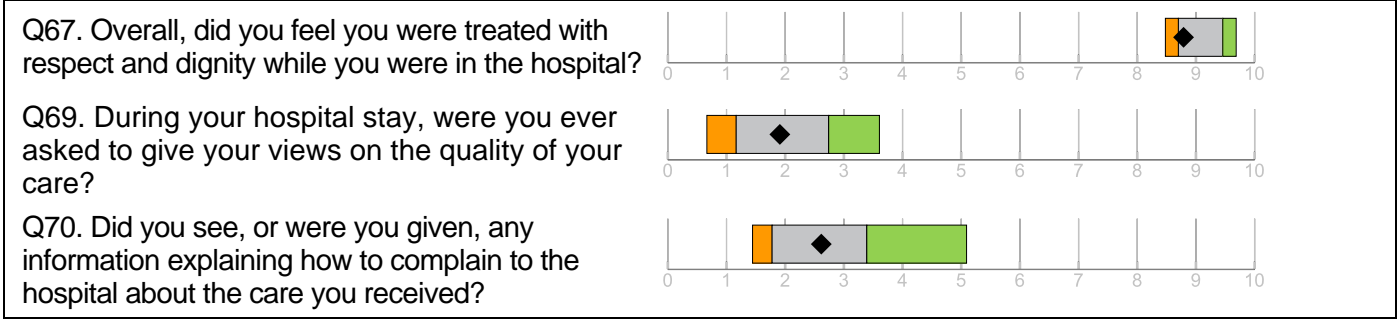 Q67. Overall, did you feel you were treated with
respect and dignity while you were in the hospital?
0 1 2 3 4 5 6 7 8 9 10
Q69. During your hospital stay, were you ever
asked to give your views on the quality of your
care?
0 1 2 3 4 5 6 7 8 9 10
Q70. Did you see, or were you given, any
information explaining how to complain to the
hospital about the care you received?
0 1 2 3 4 5 6 7 8 9 10